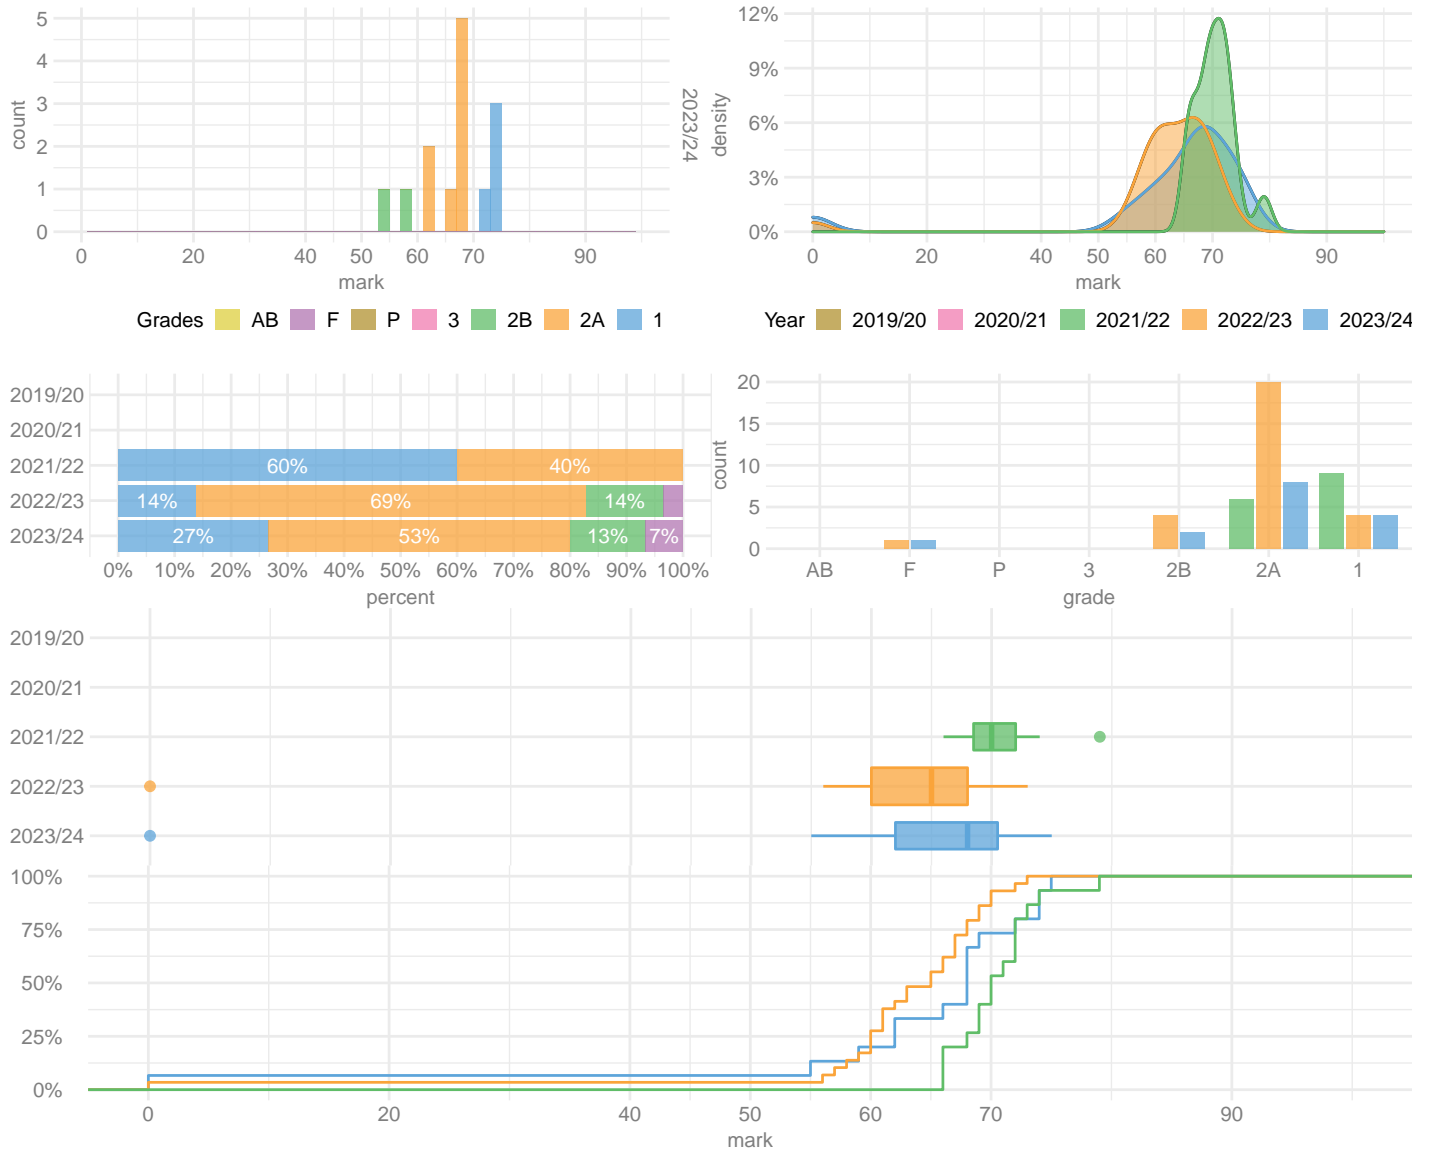 5
4
3
2
1
0
count
0 20 40 50 60 70 90
mark
2023/24
12%
9%
6%
3%
0%
density
0 20 40 50 60 70 90
mark
Grades AB F P 3 2B 2A 1
Year 2019/20 2020/21 2021/22 2022/23 2023/24
2019/20
2020/21
2021/22 60% 40%
2022/23 14% 69% 14%
2023/24 27% 53% 13% 7%
0% 10% 20% 30% 40% 50% 60% 70% 80% 90% 100%
percent
20
15
10
5
0
count
AB F P 3 2B 2A 1
grade
2019/20
2020/21
2021/22
2022/23
2023/24
100%
75%
50%
25%
0%
0 20 40 50 60 70 90
mark